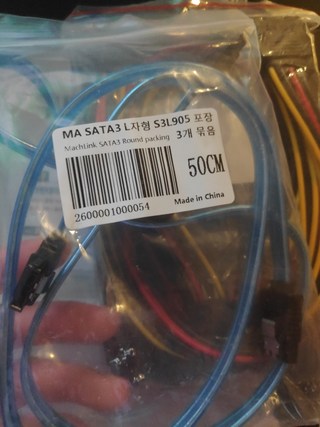 MA SATA3 L자형 S3L905 포장
MachLink SATA3 Round packing 3개 묶음
50CM
2600001000054
Made in China